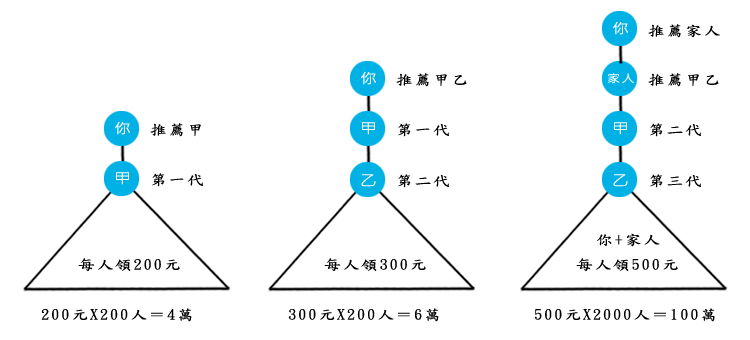 你 推薦甲
甲 第一代
每人領200元
200元X200人＝4萬
你 推薦甲乙
甲 第一代
乙 第二代
每人領300元
300元X200人＝6萬
你 推薦家人
家人 推薦甲乙
甲 第二代
乙 第三代
你+家人
每人領500元
500元X2000人＝100萬